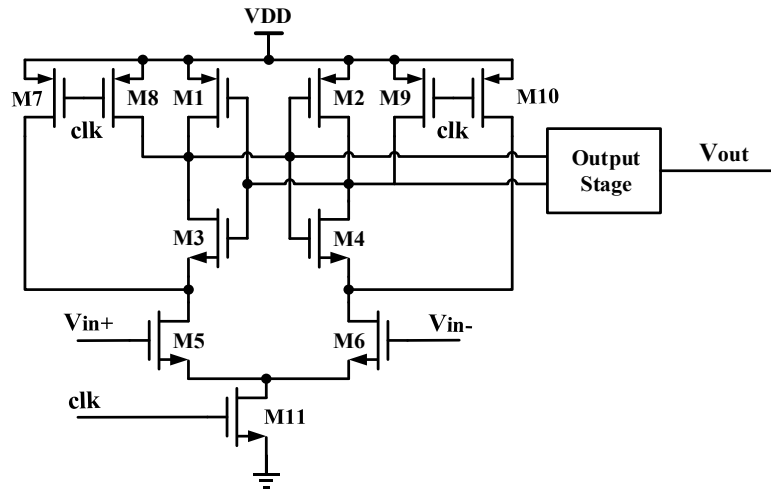 VDD
M7
M8
M1
M2
M9
M10
clk
clk
Output
Stage
Vout
M3
M4
Vin+
M5
M6
Vin-
clk
M11